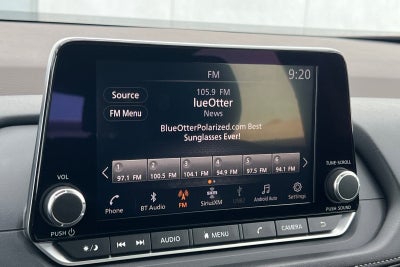 FM
9:20
Source
105.9 FM
FM Menu
lueOtter
News
BlueOtterPolarized.com Best
Sunglasses Ever!
1 2 3 4 5 6
97.1 FM 100.5 FM 104.1 FM 94.9 FM 97.1 FM 94.5 FM
VOL
TUNE·SCROLL
Phone BT Audio FM SiriusXM USB2 Android Auto Settings
PUSH
PUSH SOUND
AUDIO MENU CAMERA